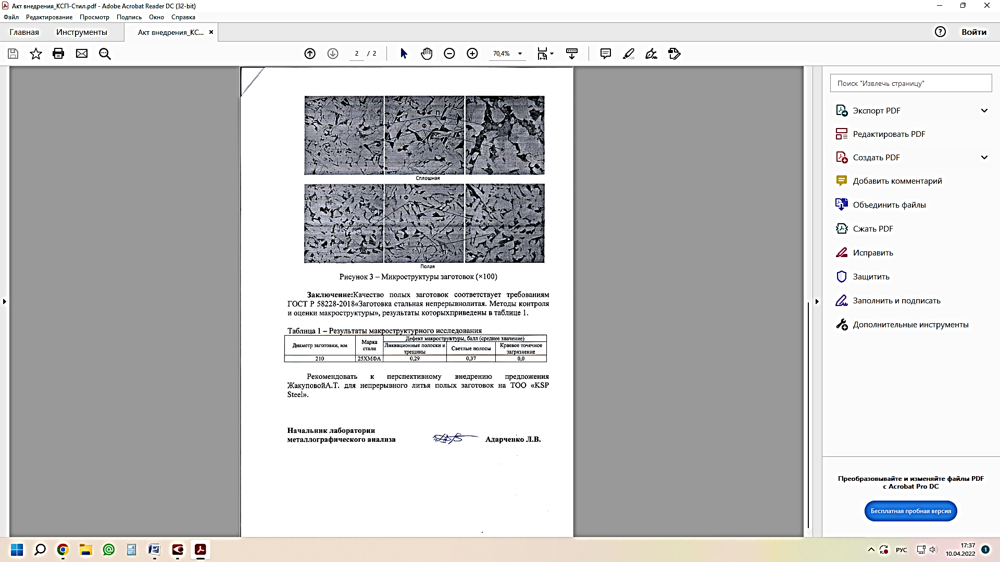 Акт внедрения_КСП-Стил.pdf - Adobe Acrobat Reader DC (32-bit)
Файл Редактирование Просмотр Подпись Окно Справка
Главная Инструменты Акт внедрения_КС... × ? Войти
2 / 2 70,4%
П
Ф
Сплошная
Ф
П
Полая
Рисунок 3 – Микроструктуры заготовок (×100)
Заключение:Качество полых заготовок соответствует требованиям
ГОСТ Р 58228-2018«Заготовка стальная непрерывнолитая. Методы контроля
и оценки макроструктуры», результаты которыхприведены в таблице 1.
Таблица 1 – Результаты макроструктурного исследования
Диаметр заготовки, мм
Марка стали
Дефект макроструктуры, балл (среднее значение)
Ликвационные полоски и трещины
Светлые полосы
Краевое точечное загрязнение
210 25ХМФА 0,29 0,37 0,0
Рекомендовать к перспективному внедрению предложения
ЖакуповойА.Т. для непрерывного литья полых заготовок на ТОО «KSP
Steel».
Начальник лаборатории
металлографического анализа Адарченко Л.В.
Поиск "Извлечь страницу"
Экспорт PDF
Редактировать PDF
Создать PDF
Добавить комментарий
Объединить файлы
Сжать PDF
Исправить
Защитить
Заполнить и подписать
Дополнительные инструменты
Преобразовывайте и изменяйте файлы PDF
с Acrobat Pro DC
Бесплатная пробная версия
РУС
17:37
10.04.2022
1